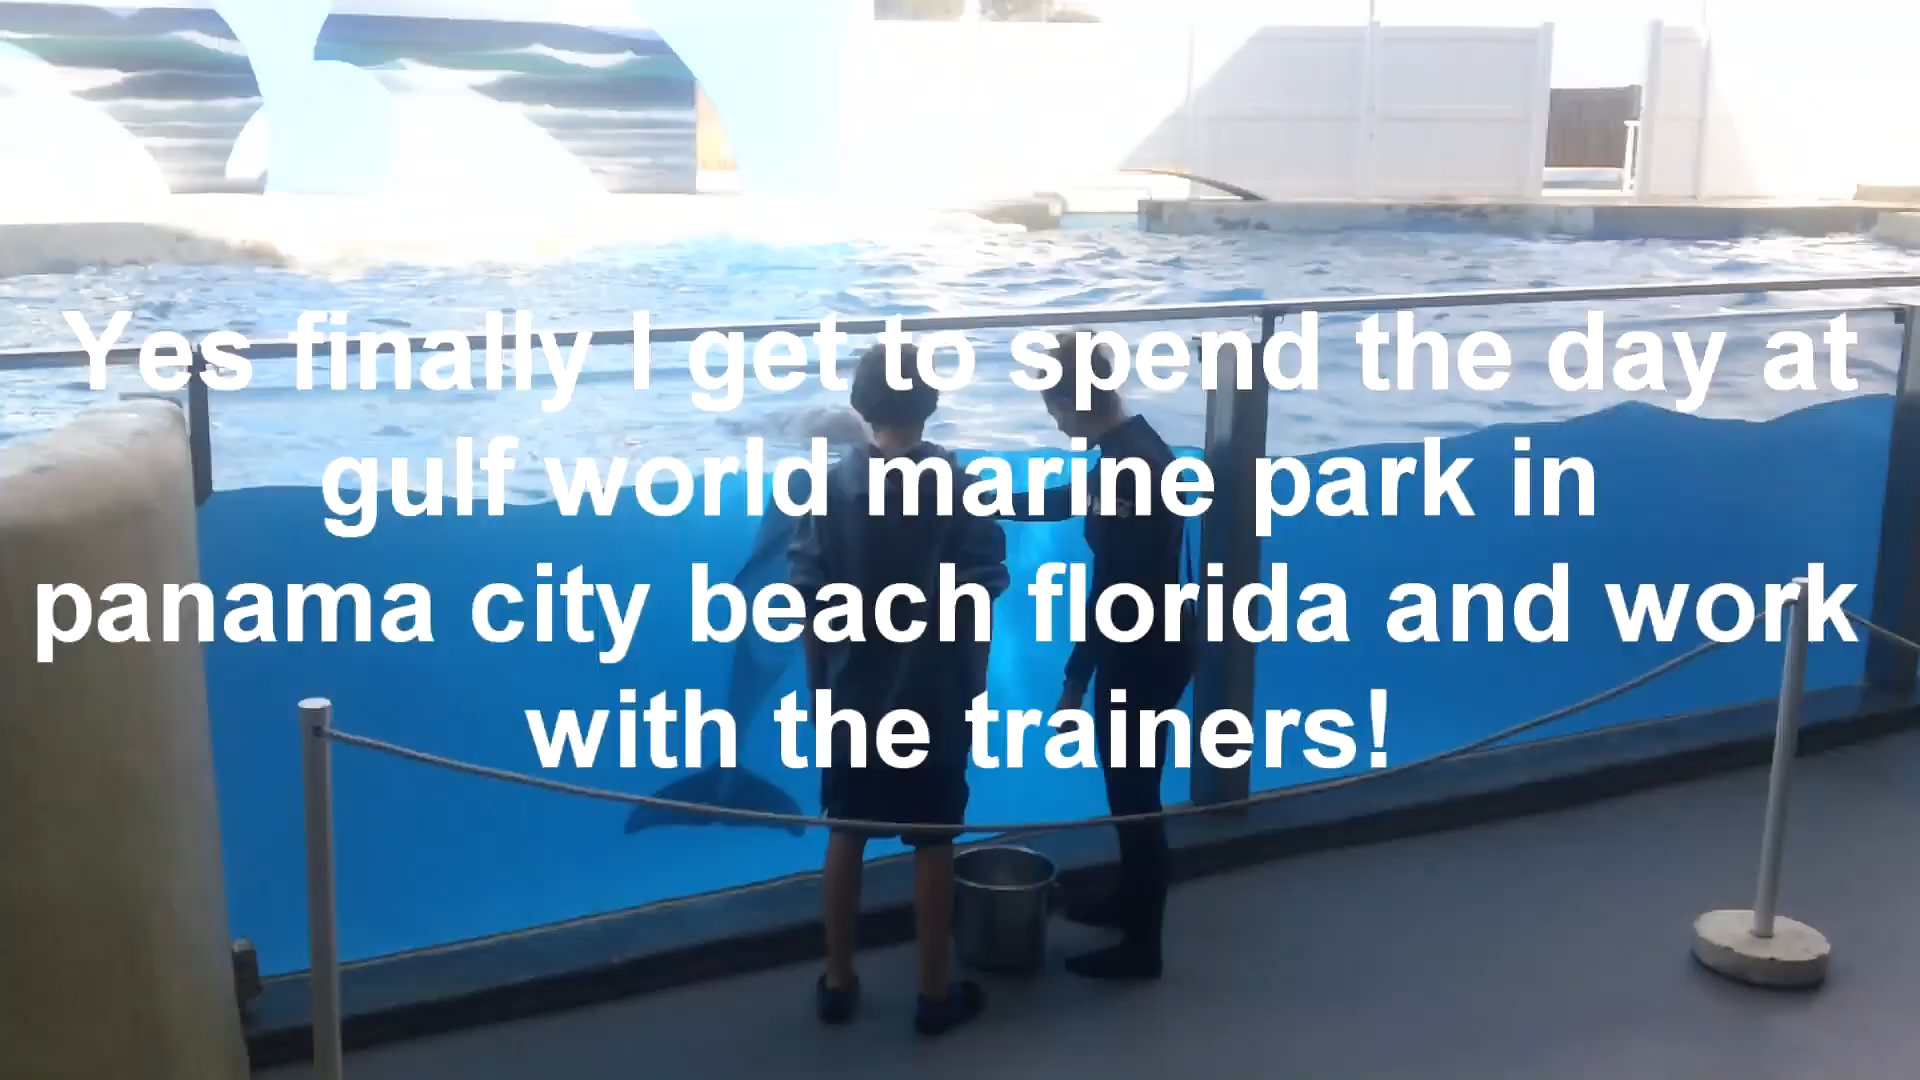 Yes finally I get to spend the day at
gulf world marine park in
panama city beach florida and work
with the trainers!